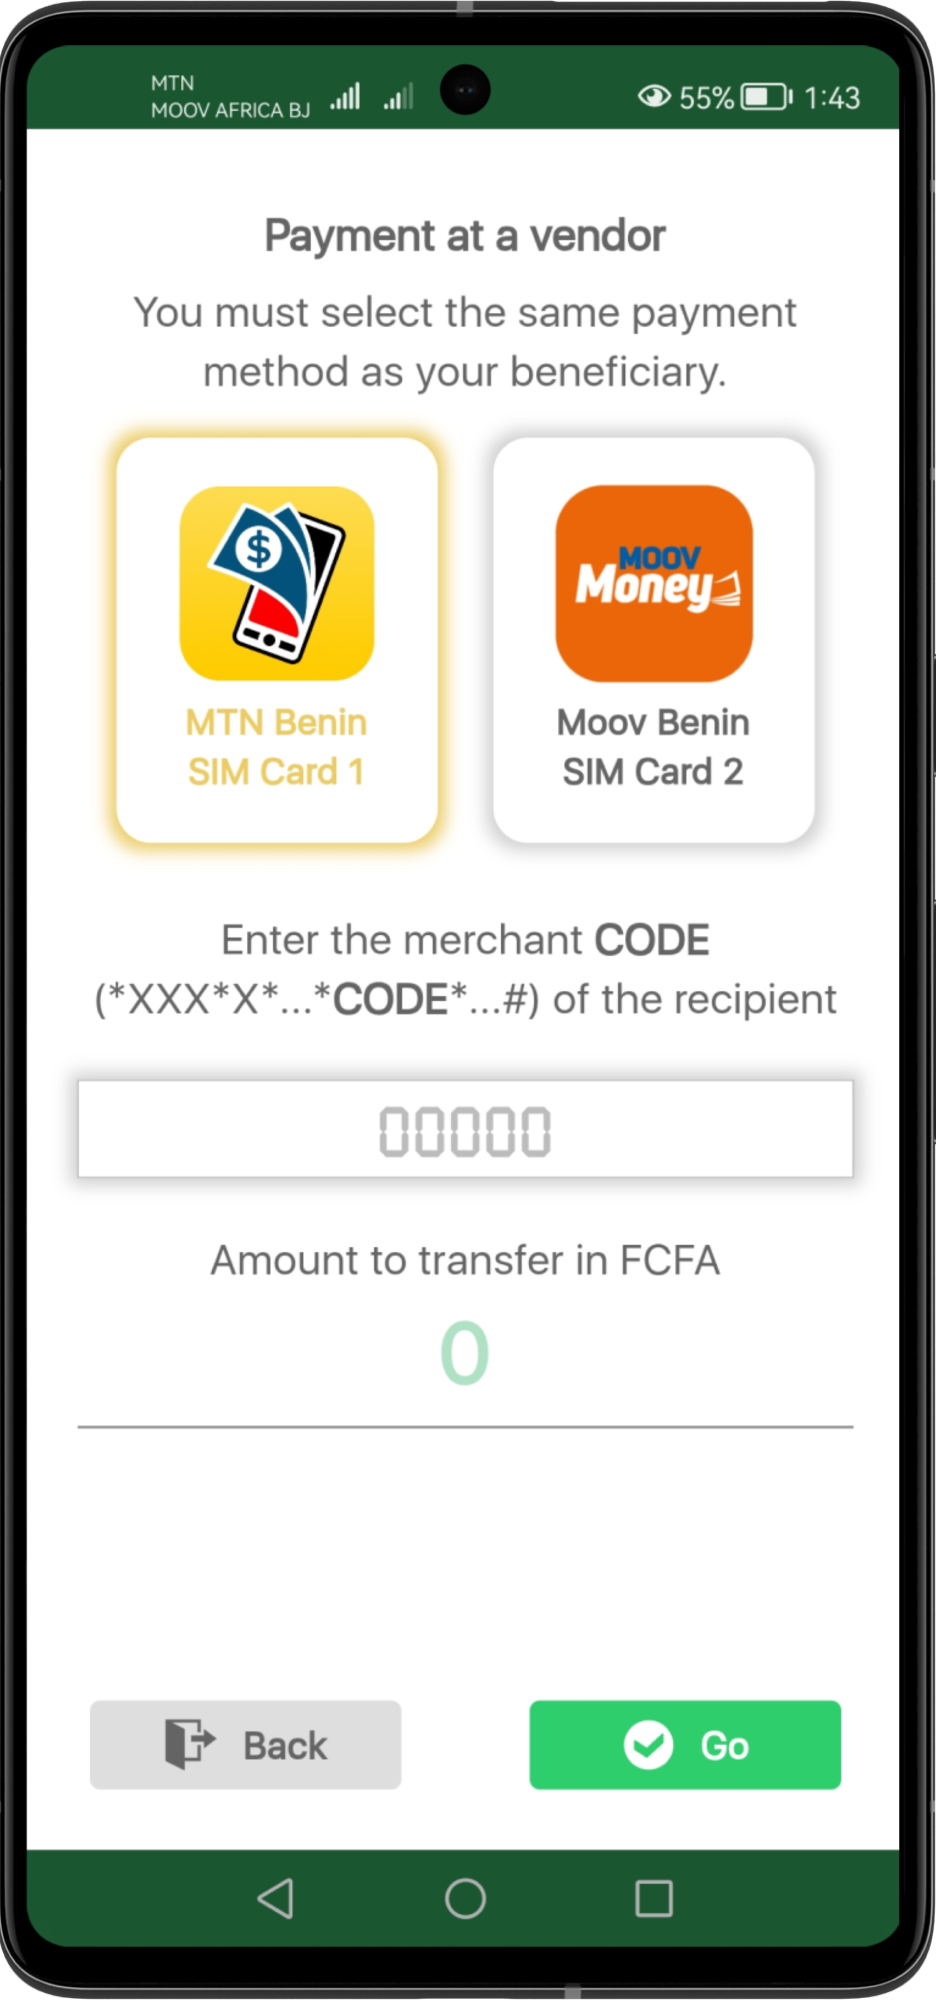 MTN
MOOV AFRICA BJ
55% 1:43
Payment at a vendor
You must select the same payment
method as your beneficiary.
$
MOOV
Money
MTN Benin
SIM Card 1
Moov Benin
SIM Card 2
Enter the merchant CODE
(*XXX*X*...*CODE*...#) of the recipient
00000
Amount to transfer in FCFA
0
Back
Go